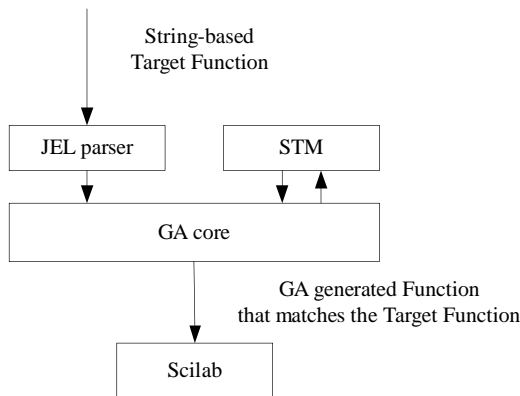 String-based
Target Function
JEL parser
STM
GA core
GA generated Function
that matches the Target Function
Scilab